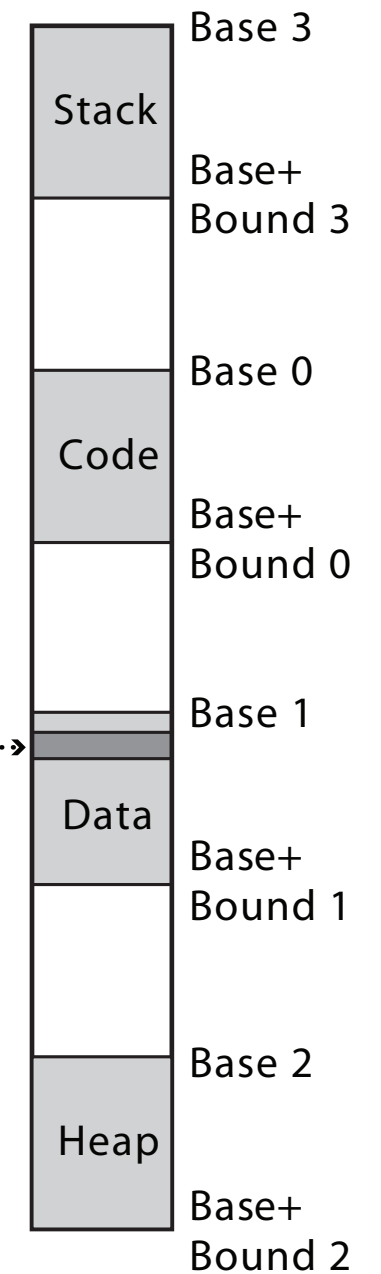 Base 3
Stack
Base+
Bound 3
Base 0
Code
Base+
Bound 0
Base 1
Data
Base+
Bound 1
Base 2
Heap
Base+
Bound 2